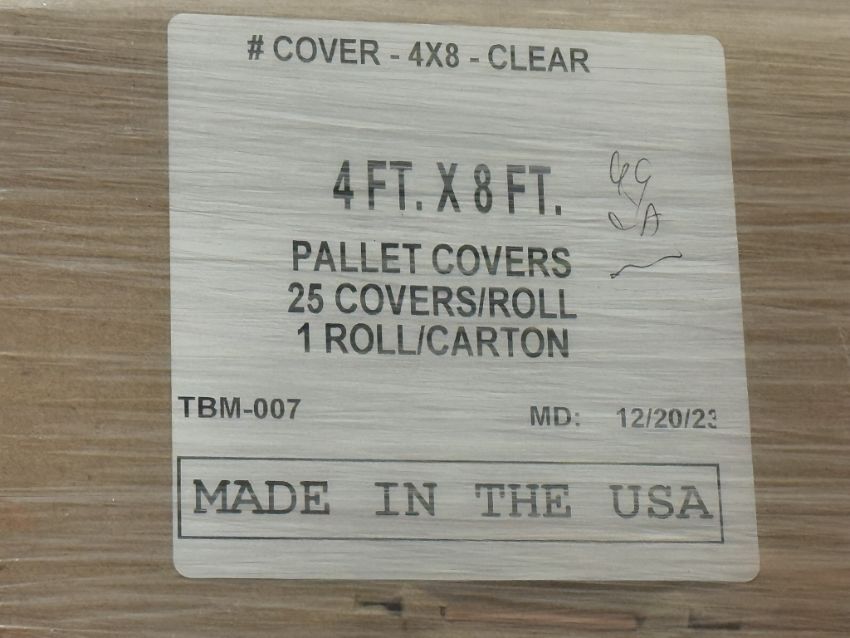 # COVER - 4X8 - CLEAR
4 FT. X 8 FT.
PALLET COVERS
25 COVERS/ROLL
1 ROLL/CARTON
TBM-007 MD: 12/20/23
MADE IN THE USA